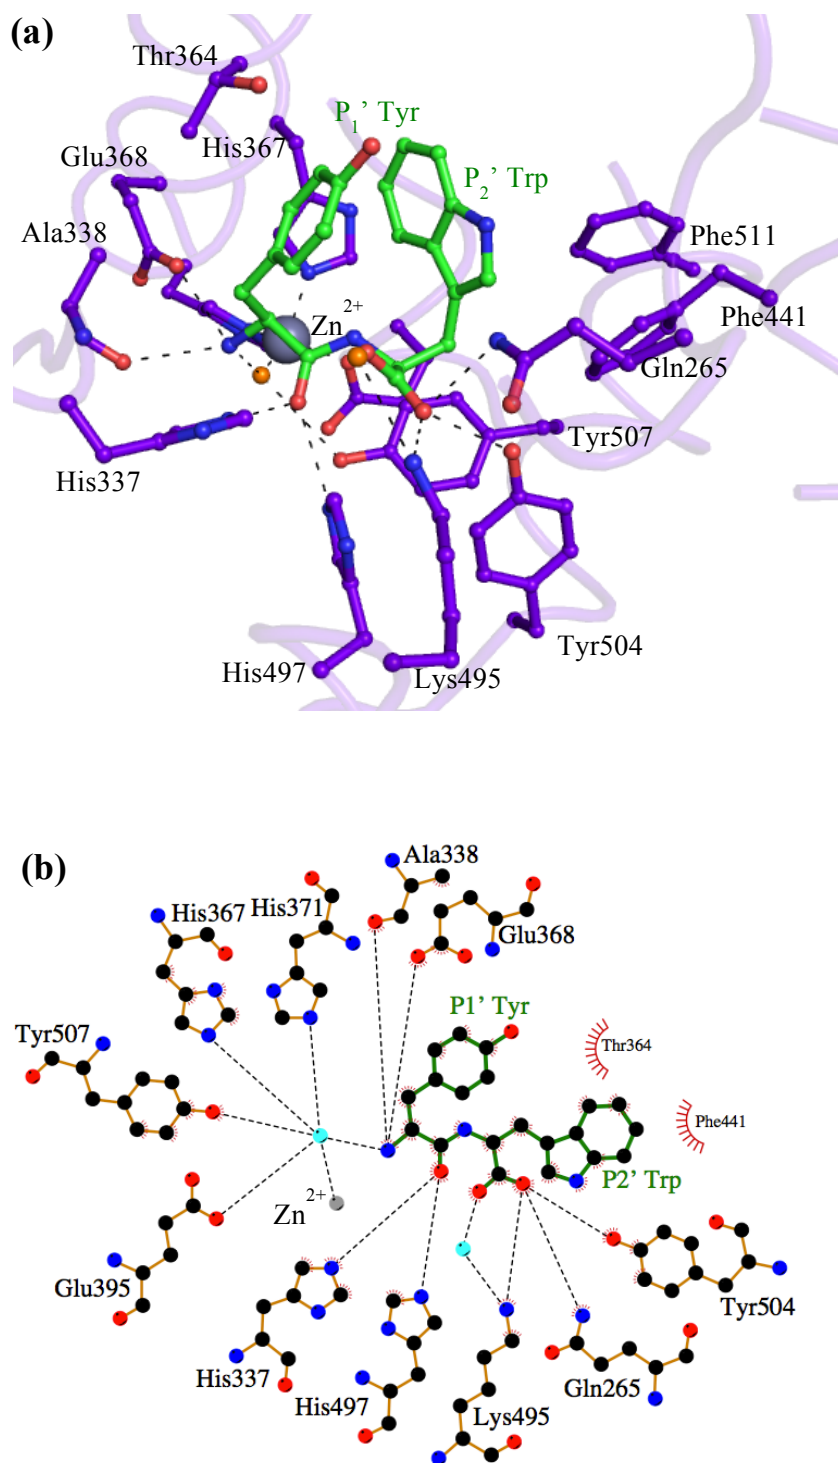 (a)
Thr364
P1' Tyr
His367
Glu368
P2' Trp
Ala338
Phe511
Zn2+
Phe441
Gln265
Tyr507
His337
Tyr504
His497
Lys495
(b)
Ala338
His371
His367
Glu368
P1' Tyr
Tyr507
Thr364
Phe441
P2' Trp
Zn2+
Glu395
Tyr504
His337
Gln265
His497
Lys495